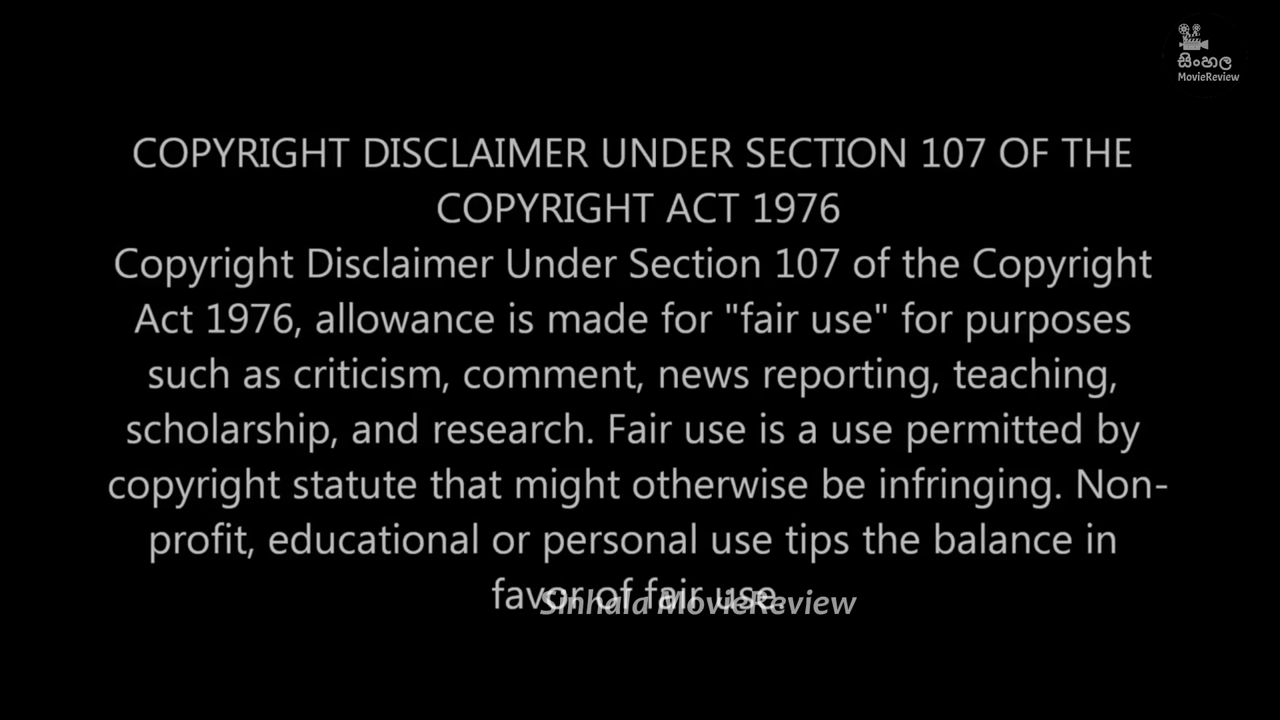 සිංහල
MovieReview
COPYRIGHT DISCLAIMER UNDER SECTION 107 OF THE
COPYRIGHT ACT 1976
Copyright Disclaimer Under Section 107 of the Copyright
Act 1976, allowance is made for "fair use" for purposes
such as criticism, comment, news reporting, teaching,
scholarship, and research. Fair use is a use permitted by
copyright statute that might otherwise be infringing. Non-
profit, educational or personal use tips the balance in
favor of fair use.
Sinhala MovieReview